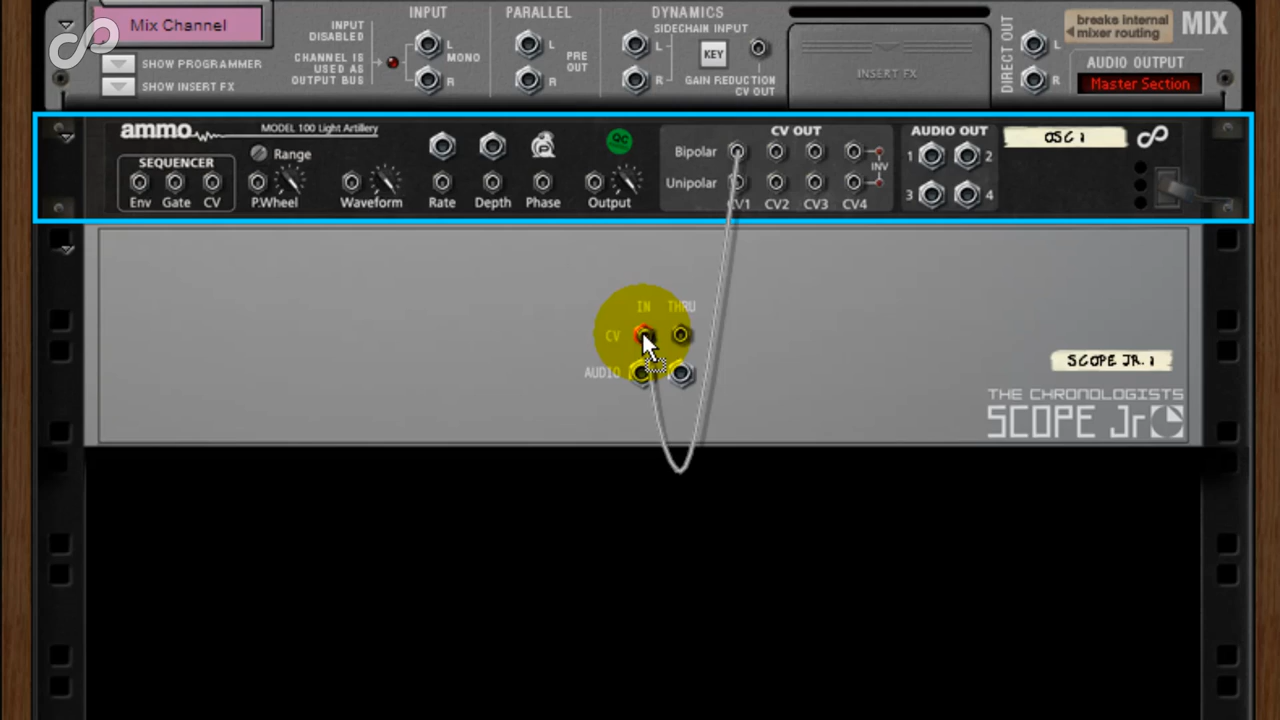 Mix Channel
SHOW PROGRAMMER
SHOW INSERT FX
INPUT DISABLED
CHANNEL IS USED AS OUTPUT BUS
INPUT
L
MONO
R
PARALLEL
L
PRE OUT
R
DYNAMICS
SIDECHAIN INPUT
L
KEY
R
GAIN REDUCTION
CV OUT
INSERT FX
DIRECT OUT
L
R
breaks internal
mixer routing
MIX
AUDIO OUTPUT
Master Section
ammo
MODEL 100 Light Artillery
SEQUENCER
Env Gate CV
Range
P.Wheel
Waveform
Rate
Depth
Phase
QC
Output
CV OUT
Bipolar
Unipolar
INV
CV1 CV2 CV3 CV4
AUDIO OUT
1 2
3 4
OSC 1
IN THRU
CV
AUDIO
SCOPE JR. 1
THE CHRONOLOGISTS
SCOPE Jr